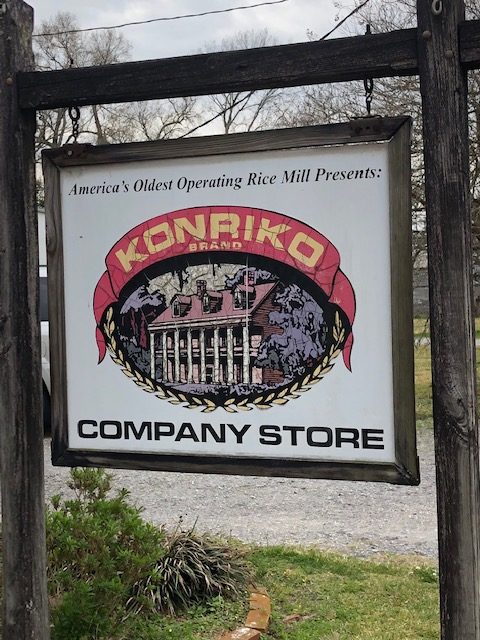 America's Oldest Operating Rice Mill Presents:
KONRIKO
BRAND
COMPANY STORE